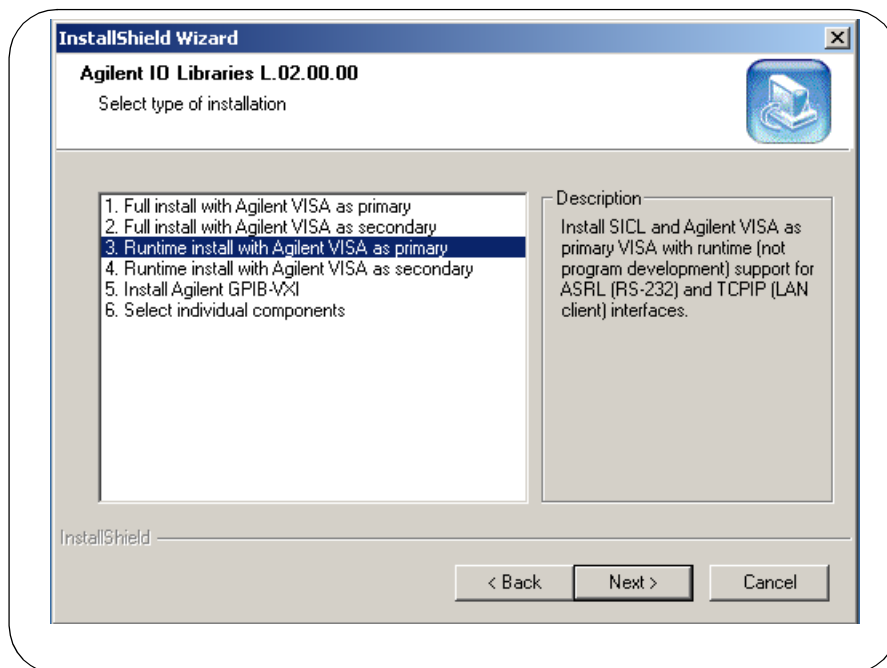 InstallShield Wizard
Agilent IO Libraries L.02.00.00
Select type of installation
1. Full install with Agilent VISA as primary
2. Full install with Agilent VISA as secondary
3. Runtime install with Agilent VISA as primary
4. Runtime install with Agilent VISA as secondary
5. Install Agilent GPIB-VXI
6. Select individual components
Description
Install SICL and Agilent VISA as
primary VISA with runtime (not
program development) support for
ASRL (RS-232) and TCPIP (LAN
client) interfaces.
InstallShield
< Back
Next >
Cancel